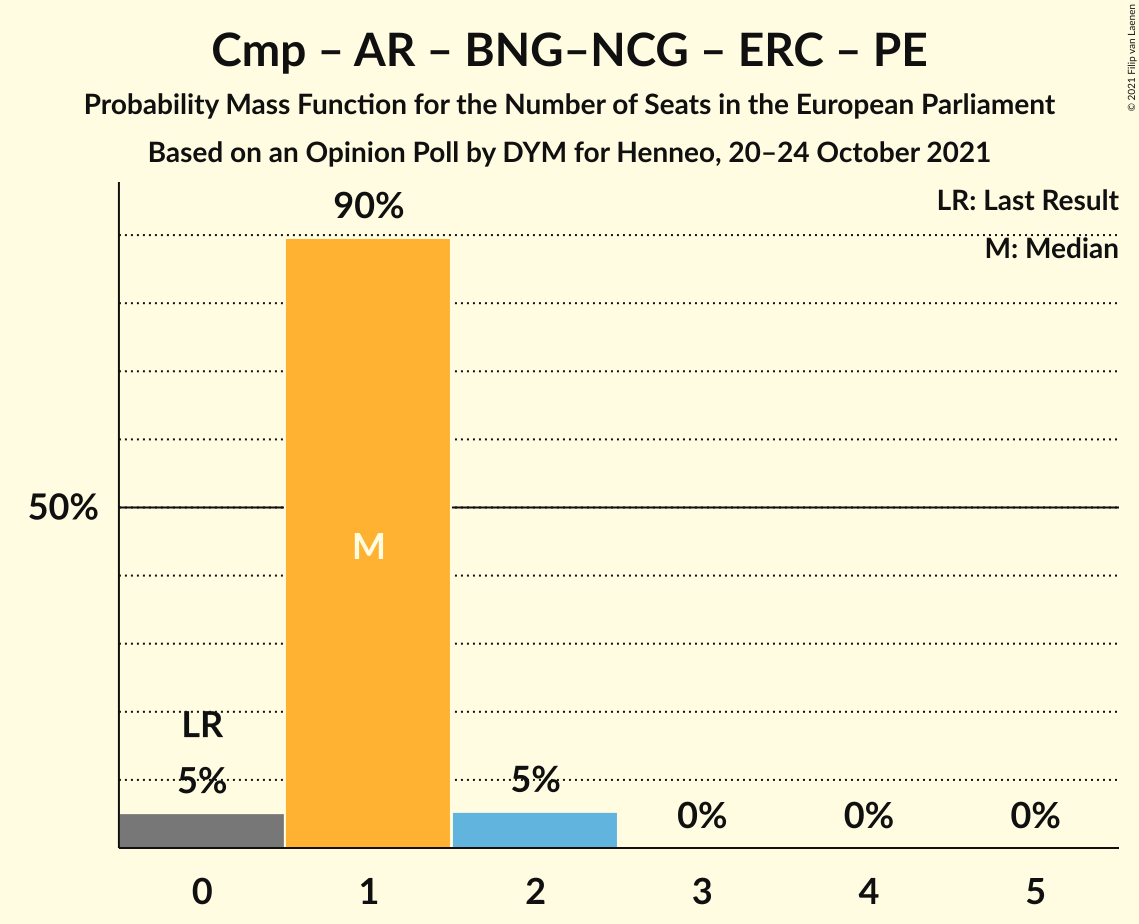 Cmp – AR – BNG–NCG – ERC – PE
Probability Mass Function for the Number of Seats in the European Parliament
Based on an Opinion Poll by DYM for Henneo, 20–24 October 2021
© 2021 Filip van Laenen
LR: Last Result
M: Median
90%
50%
M
LR
5%
5%
0%
0%
0%
0
1
2
3
4
5